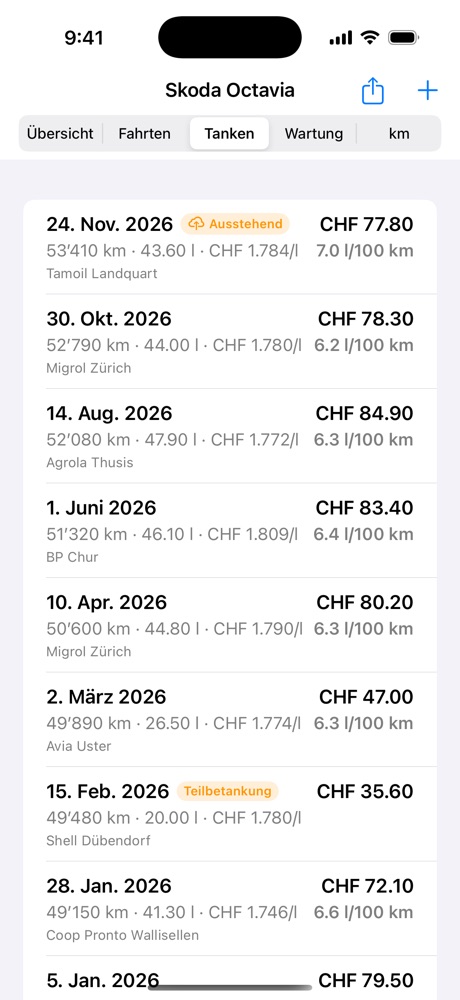 9:41
Skoda Octavia
Übersicht Fahrten Tanken Wartung km
24. Nov. 2026 Ausstehend CHF 77.80
53’410 km · 43.60 l · CHF 1.784/l 7.0 l/100 km
Tamoil Landquart
30. Okt. 2026 CHF 78.30
52’790 km · 44.00 l · CHF 1.780/l 6.2 l/100 km
Migrol Zürich
14. Aug. 2026 CHF 84.90
52’080 km · 47.90 l · CHF 1.772/l 6.3 l/100 km
Agrola Thusis
1. Juni 2026 CHF 83.40
51’320 km · 46.10 l · CHF 1.809/l 6.4 l/100 km
BP Chur
10. Apr. 2026 CHF 80.20
50’600 km · 44.80 l · CHF 1.790/l 6.3 l/100 km
Migrol Zürich
2. März 2026 CHF 47.00
49’890 km · 26.50 l · CHF 1.774/l 6.3 l/100 km
Avia Uster
15. Feb. 2026 Teilbetankung CHF 35.60
49’480 km · 20.00 l · CHF 1.780/l
Shell Dübendorf
28. Jan. 2026 CHF 72.10
49’150 km · 41.30 l · CHF 1.746/l 6.6 l/100 km
Coop Pronto Wallisellen
5. Jan. 2026 CHF 79.50